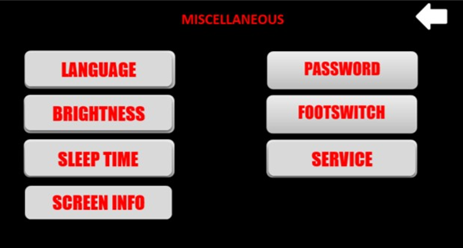 MISCELLANEOUS
LANGUAGE
PASSWORD
BRIGHTNESS
FOOTSWITCH
SLEEP TIME
SERVICE
SCREEN INFO